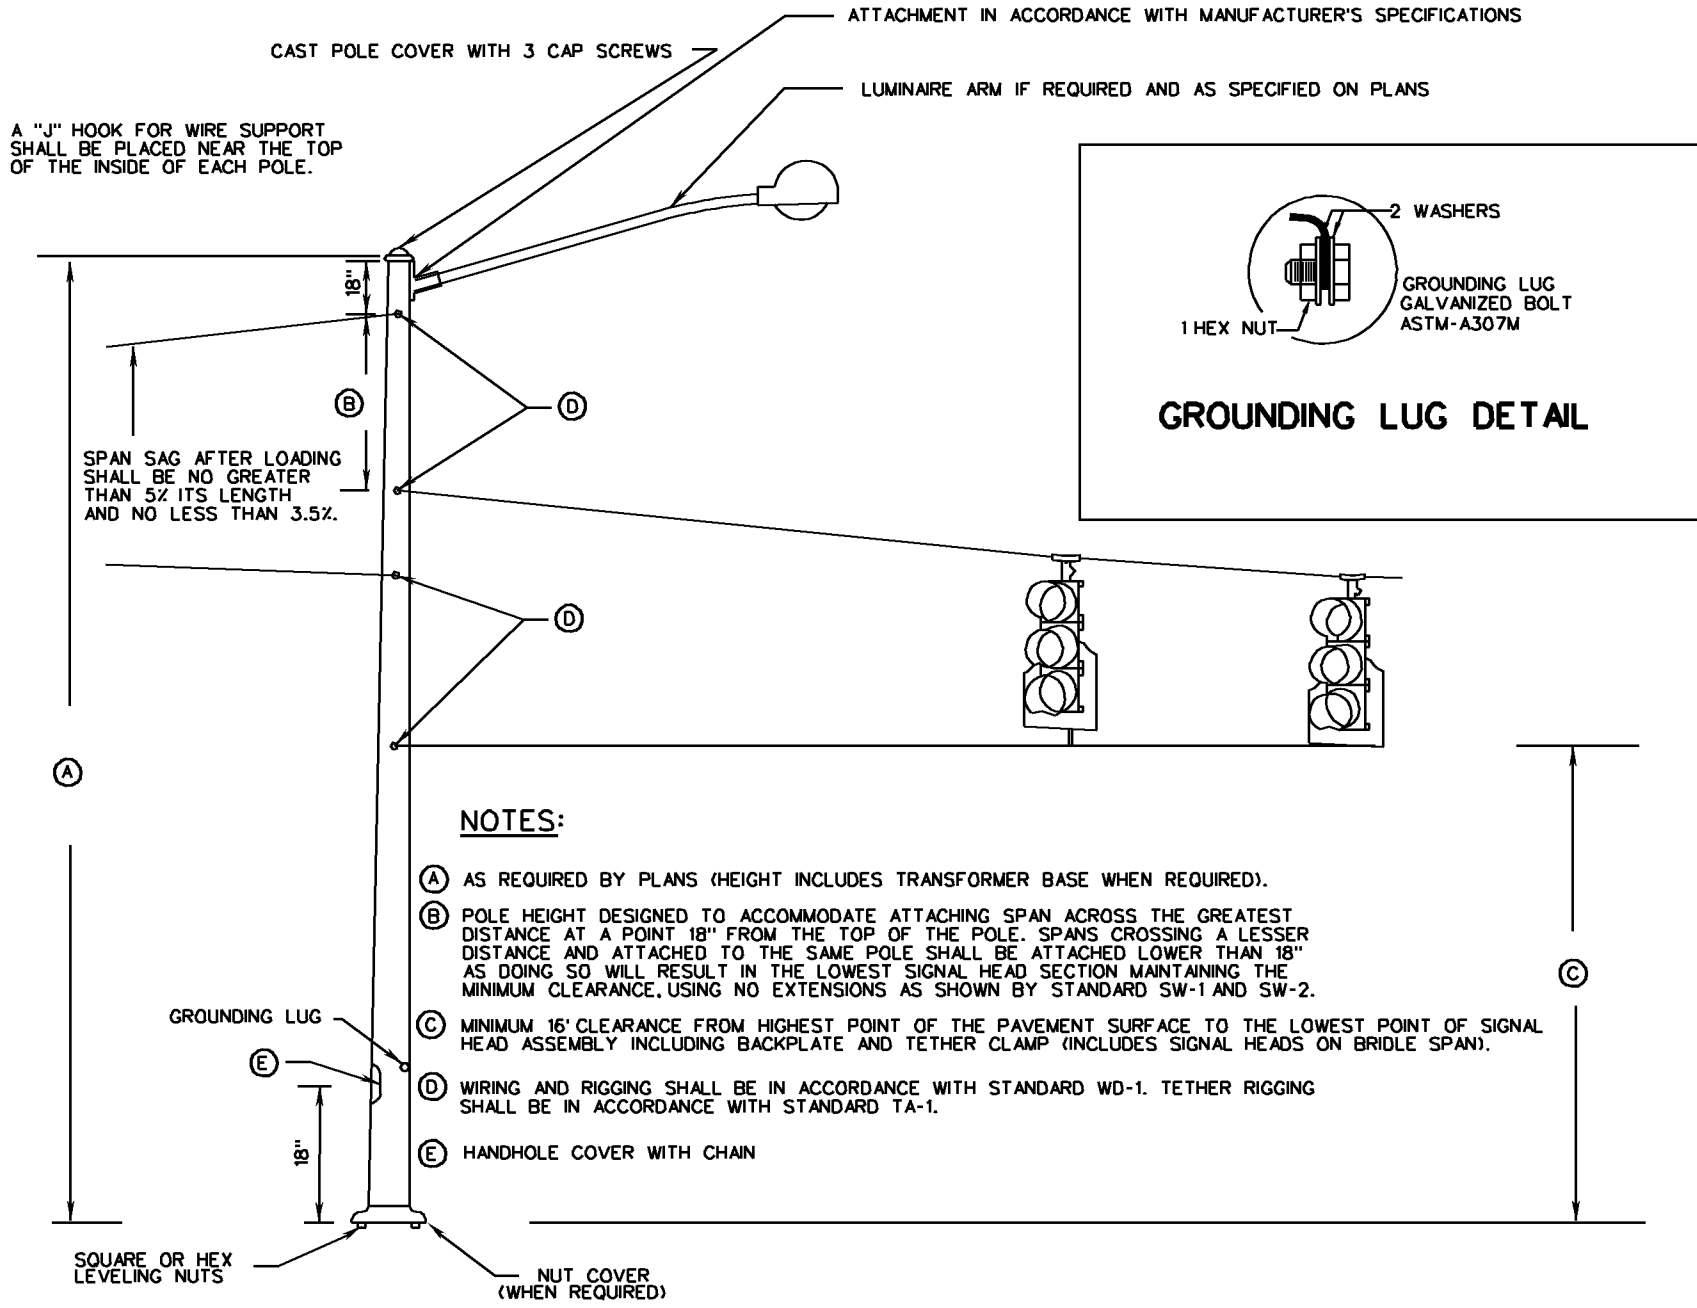 ATTACHMENT IN ACCORDANCE WITH MANUFACTURER'S SPECIFICATIONS
CAST POLE COVER WITH 3 CAP SCREWS
LUMINAIRE ARM IF REQUIRED AND AS SPECIFIED ON PLANS
A "J" HOOK FOR WIRE SUPPORT
SHALL BE PLACED NEAR THE TOP
OF THE INSIDE OF EACH POLE.
2 WASHERS
GROUNDING LUG
GALVANIZED BOLT
ASTM-A307M
1 HEX NUT
GROUNDING LUG DETAIL
18"
B
D
SPAN SAG AFTER LOADING
SHALL BE NO GREATER
THAN 5% ITS LENGTH
AND NO LESS THAN 3.5%.
D
A
C
NOTES:
A AS REQUIRED BY PLANS (HEIGHT INCLUDES TRANSFORMER BASE WHEN REQUIRED).
B POLE HEIGHT DESIGNED TO ACCOMMODATE ATTACHING SPAN ACROSS THE GREATEST
DISTANCE AT A POINT 18" FROM THE TOP OF THE POLE. SPANS CROSSING A LESSER
DISTANCE AND ATTACHED TO THE SAME POLE SHALL BE ATTACHED LOWER THAN 18"
AS DOING SO WILL RESULT IN THE LOWEST SIGNAL HEAD SECTION MAINTAINING THE
MINIMUM CLEARANCE, USING NO EXTENSIONS AS SHOWN BY STANDARD SW-1 AND SW-2.
C MINIMUM 16' CLEARANCE FROM HIGHEST POINT OF THE PAVEMENT SURFACE TO THE LOWEST POINT OF SIGNAL
HEAD ASSEMBLY INCLUDING BACKPLATE AND TETHER CLAMP (INCLUDES SIGNAL HEADS ON BRIDLE SPAN).
D WIRING AND RIGGING SHALL BE IN ACCORDANCE WITH STANDARD WD-1. TETHER RIGGING
SHALL BE IN ACCORDANCE WITH STANDARD TA-1.
E HANDHOLE COVER WITH CHAIN
GROUNDING LUG
E
18"
SQUARE OR HEX
LEVELING NUTS
NUT COVER
(WHEN REQUIRED)